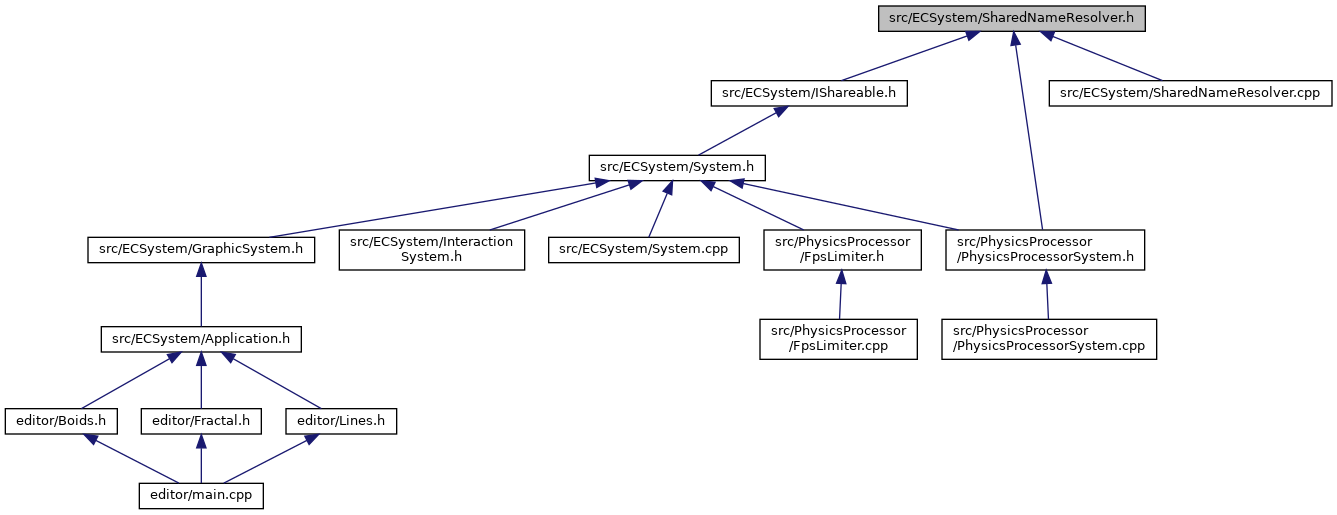 src/ECSystem/SharedNameResolver.h
src/ECSystem/IShareable.h
src/ECSystem/SharedNameResolver.cpp
src/ECSystem/System.h
src/ECSystem/GraphicSystem.h
src/ECSystem/Interaction
System.h
src/ECSystem/System.cpp
src/PhysicsProcessor
/FpsLimiter.h
src/PhysicsProcessor
/PhysicsProcessorSystem.h
src/ECSystem/Application.h
src/PhysicsProcessor
/FpsLimiter.cpp
src/PhysicsProcessor
/PhysicsProcessorSystem.cpp
editor/Boids.h
editor/Fractal.h
editor/Lines.h
editor/main.cpp